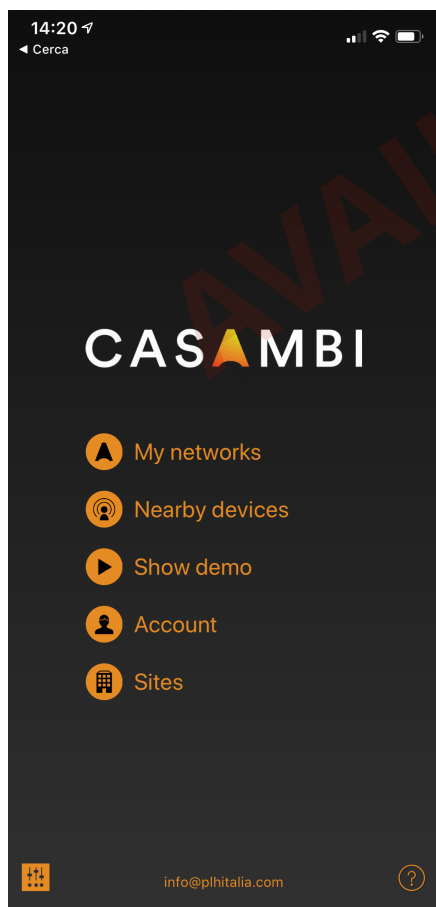 14:20
◀ Cerca
CASAMBI
My networks
Nearby devices
Show demo
Account
Sites
info@plhitalia.com
?